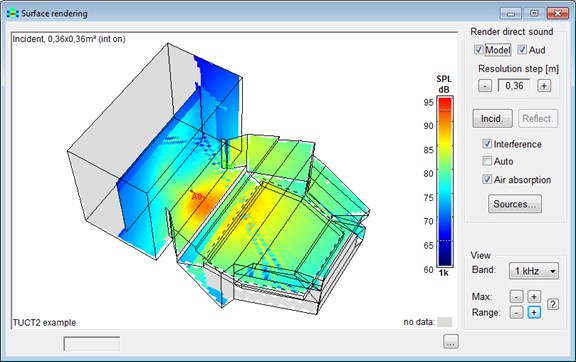 Surface rendering
Incident, 0,36x0,36m² (int on)
A0
TUCT2 example
no data:
SPL
dB
95
90
85
80
75
70
65
60
1k
Render direct sound
Model
Aud
Resolution step [m]
- 0,36 +
Incid. Reflect.
Interference
Auto
Air absorption
Sources...
View
Band: 1 kHz
Max: - +
Range: - + ?
...